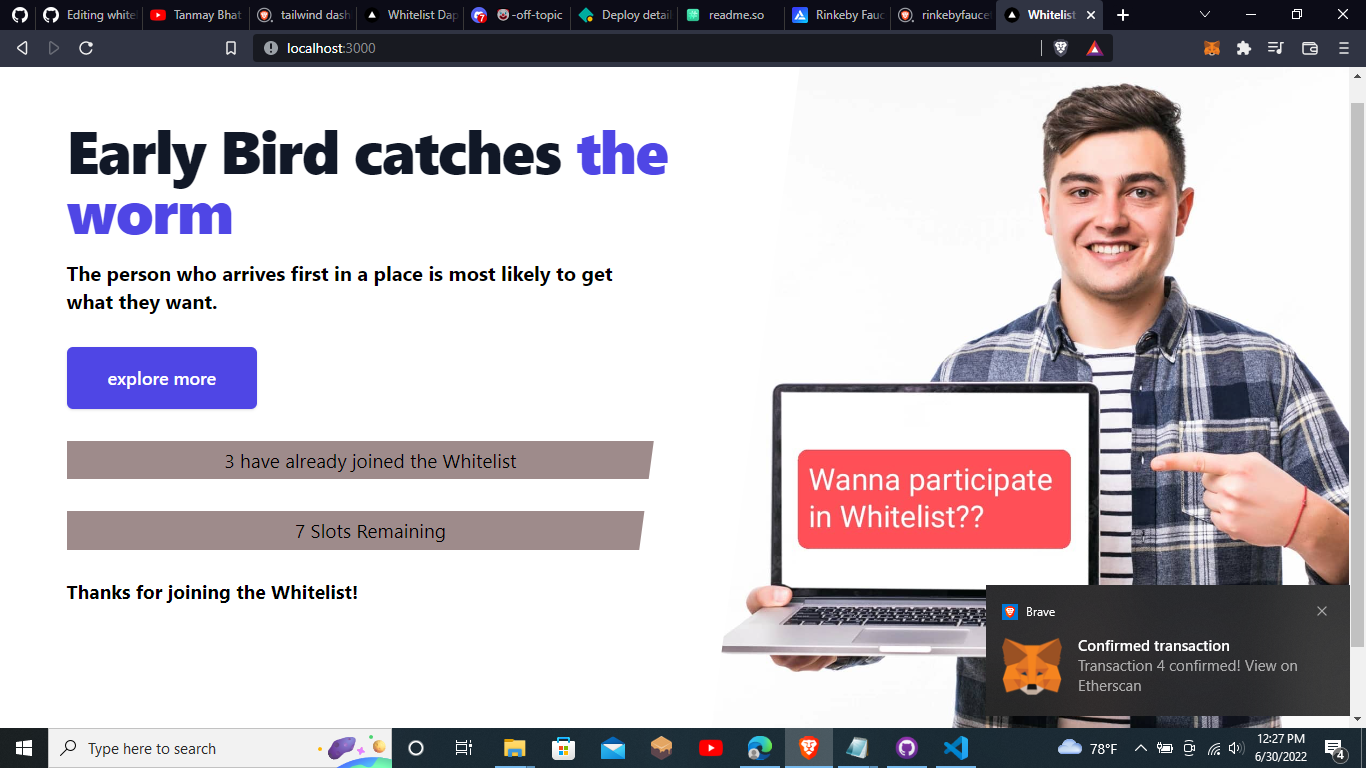 Editing white
Tanmay Bhat
tailwind dash
Whitelist Dap
-off-topic
Deploy detail
readme.so
Rinkeby Fauc
rinkebyfauce
Whitelist
localhost:3000
Early Bird catches the
worm
The person who arrives first in a place is most likely to get
what they want.
explore more
3 have already joined the Whitelist
7 Slots Remaining
Thanks for joining the Whitelist!
Wanna participate
in Whitelist??
Brave
Confirmed transaction
Transaction 4 confirmed! View on
Etherscan
Type here to search
78°F
12:27 PM
6/30/2022
4